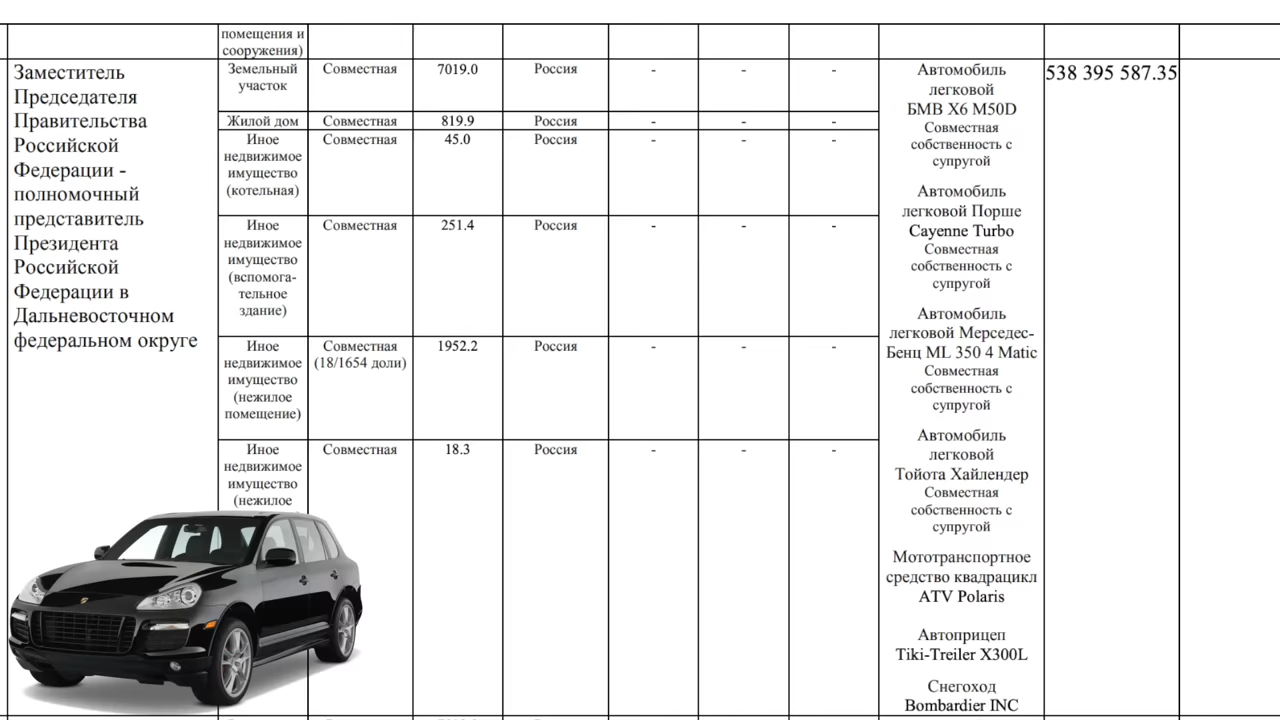 помещения и
сооружения)
Заместитель
Председателя
Правительства
Российской
Федерации -
полномочный
представитель
Президента
Российской
Федерации в
Дальневосточном
федеральном округе
Земельный
участок
Совместная
7019.0
Россия
-
-
-
Жилой дом
Совместная
819.9
Россия
-
-
-
Иное
недвижимое
имущество
(котельная)
Совместная
45.0
Россия
-
-
-
Иное
недвижимое
имущество
(вспомога-
тельное
здание)
Совместная
251.4
Россия
-
-
-
Иное
недвижимое
имущество
(нежилое
помещение)
Совместная
(18/1654 доли)
1952.2
Россия
-
-
-
Иное
недвижимое
имущество
(нежилое
Совместная
18.3
Россия
-
-
-
Автомобиль
легковой
БМВ X6 M50D
Совместная
собственность с
супругой
Автомобиль
легковой Порше
Cayenne Turbo
Совместная
собственность с
супругой
Автомобиль
легковой Мерседес-
Бенц ML 350 4 Matic
Совместная
собственность с
супругой
Автомобиль
легковой
Тойота Хайлендер
Совместная
собственность с
супругой
Мототранспортное
средство квадрацикл
ATV Polaris
Автоприцеп
Tiki-Treiler X300L
Снегоход
Bombardier INC
538 395 587.35